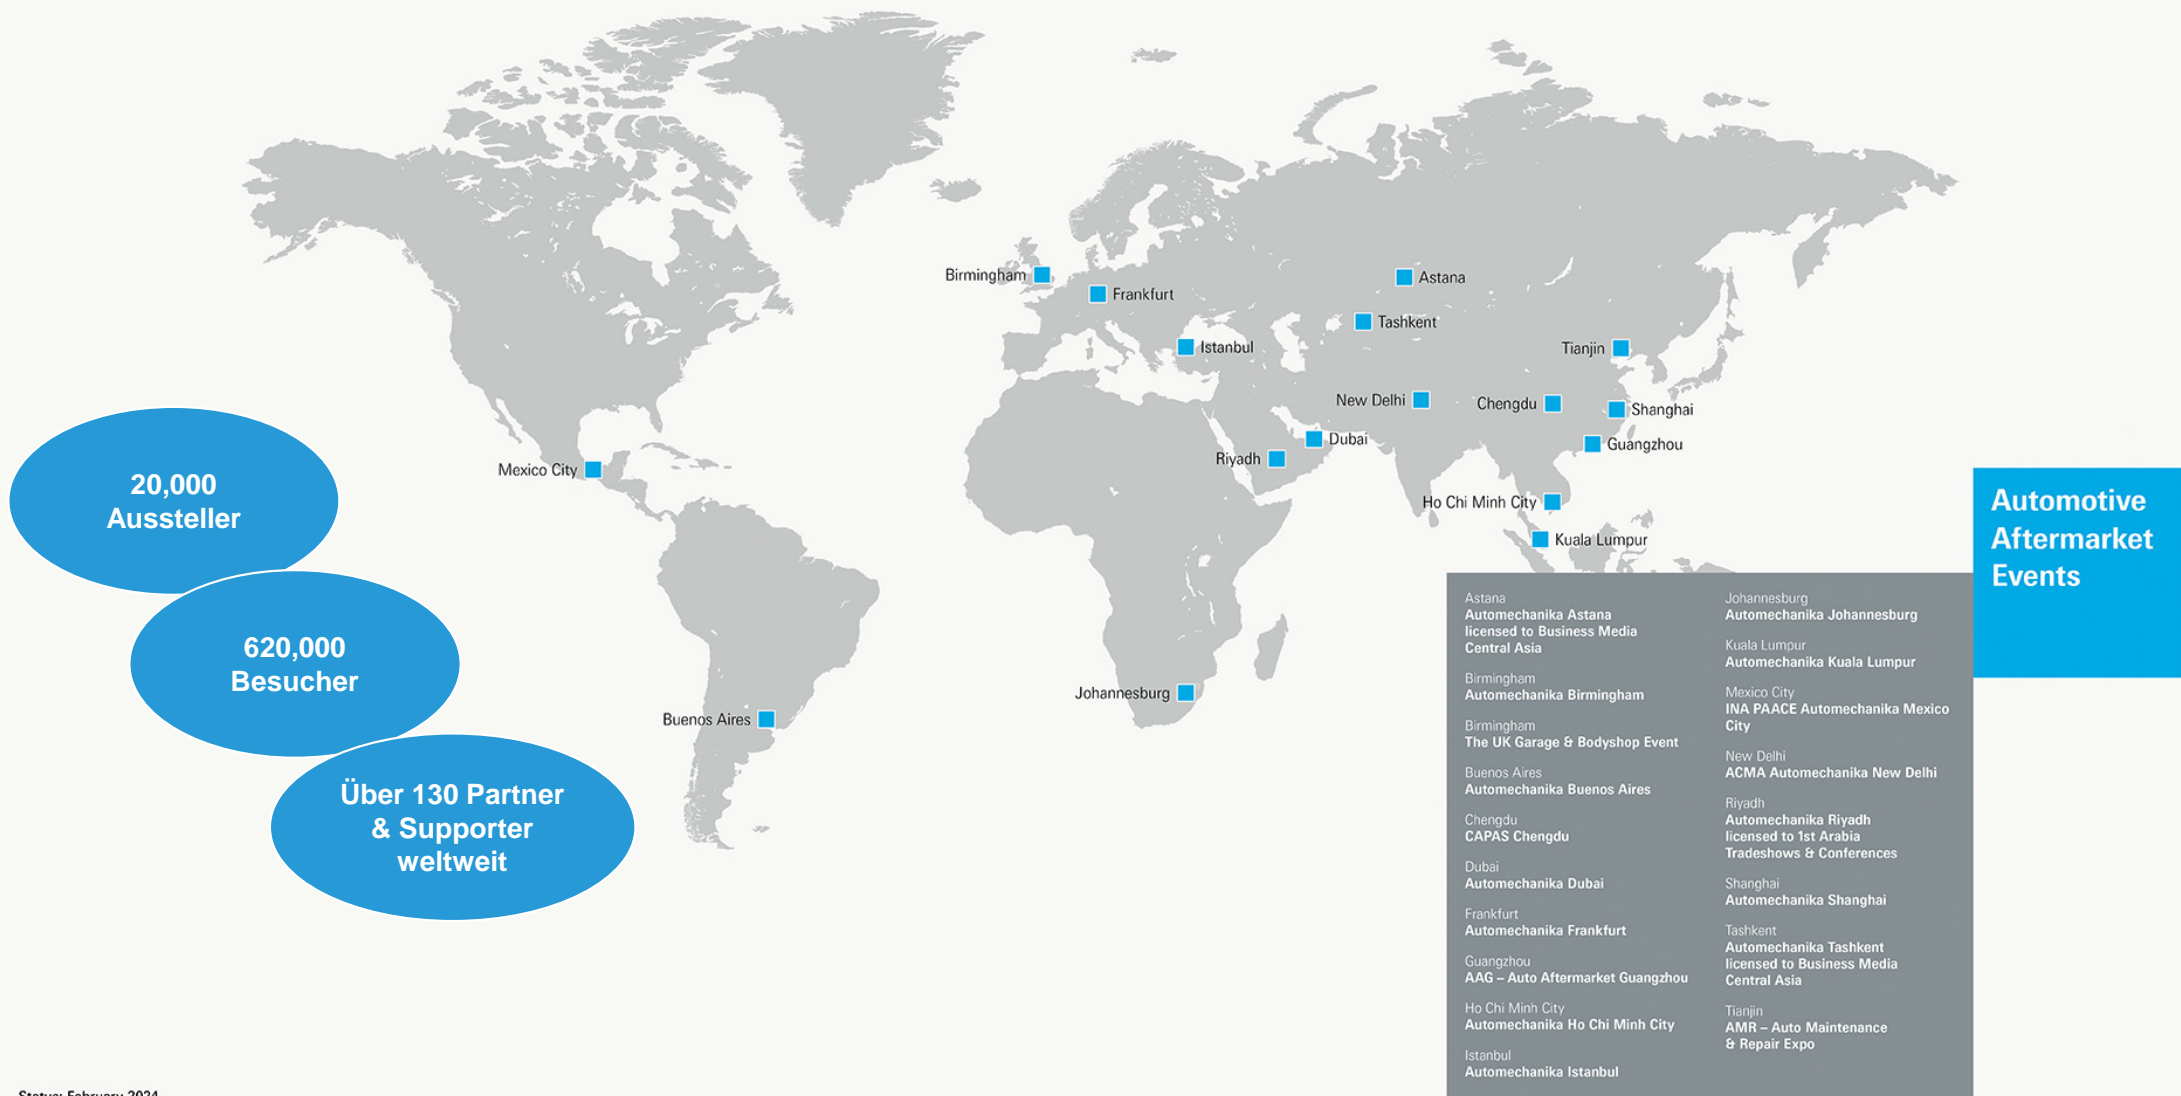 Birmingham
Frankfurt
Astana
Tashkent
Istanbul
Tianjin
New Delhi
Chengdu
Shanghai
Dubai
Guangzhou
Riyadh
Mexico City
Ho Chi Minh City
Kuala Lumpur
Johannesburg
Buenos Aires
20,000
Aussteller
620,000
Besucher
Über 130 Partner
& Supporter
weltweit
Automotive
Aftermarket
Events
Astana
Automechanika Astana
licensed to Business Media
Central Asia
Birmingham
Automechanika Birmingham
Birmingham
The UK Garage & Bodyshop Event
Buenos Aires
Automechanika Buenos Aires
Chengdu
CAPAS Chengdu
Dubai
Automechanika Dubai
Frankfurt
Automechanika Frankfurt
Guangzhou
AAG – Auto Aftermarket Guangzhou
Ho Chi Minh City
Automechanika Ho Chi Minh City
Istanbul
Automechanika Istanbul
Johannesburg
Automechanika Johannesburg
Kuala Lumpur
Automechanika Kuala Lumpur
Mexico City
INA PAACE Automechanika Mexico
City
New Delhi
ACMA Automechanika New Delhi
Riyadh
Automechanika Riyadh
licensed to 1st Arabia
Tradeshows & Conferences
Shanghai
Automechanika Shanghai
Tashkent
Automechanika Tashkent
licensed to Business Media
Central Asia
Tianjin
AMR – Auto Maintenance
& Repair Expo
Status: February 2024